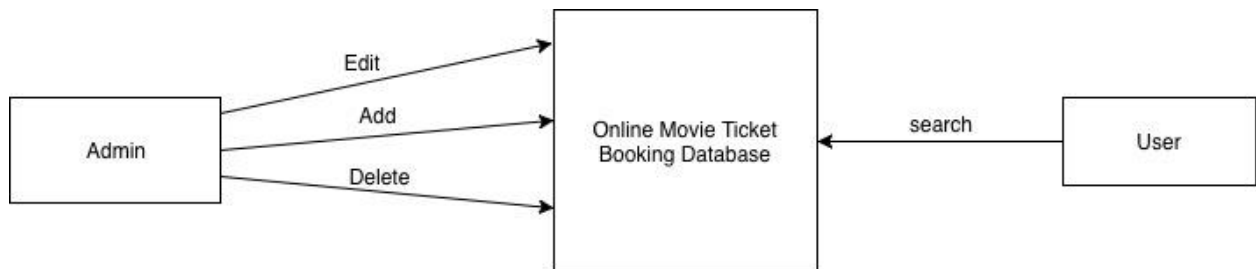 Edit
Add
Admin
Delete
Online Movie Ticket
Booking Database
search
User